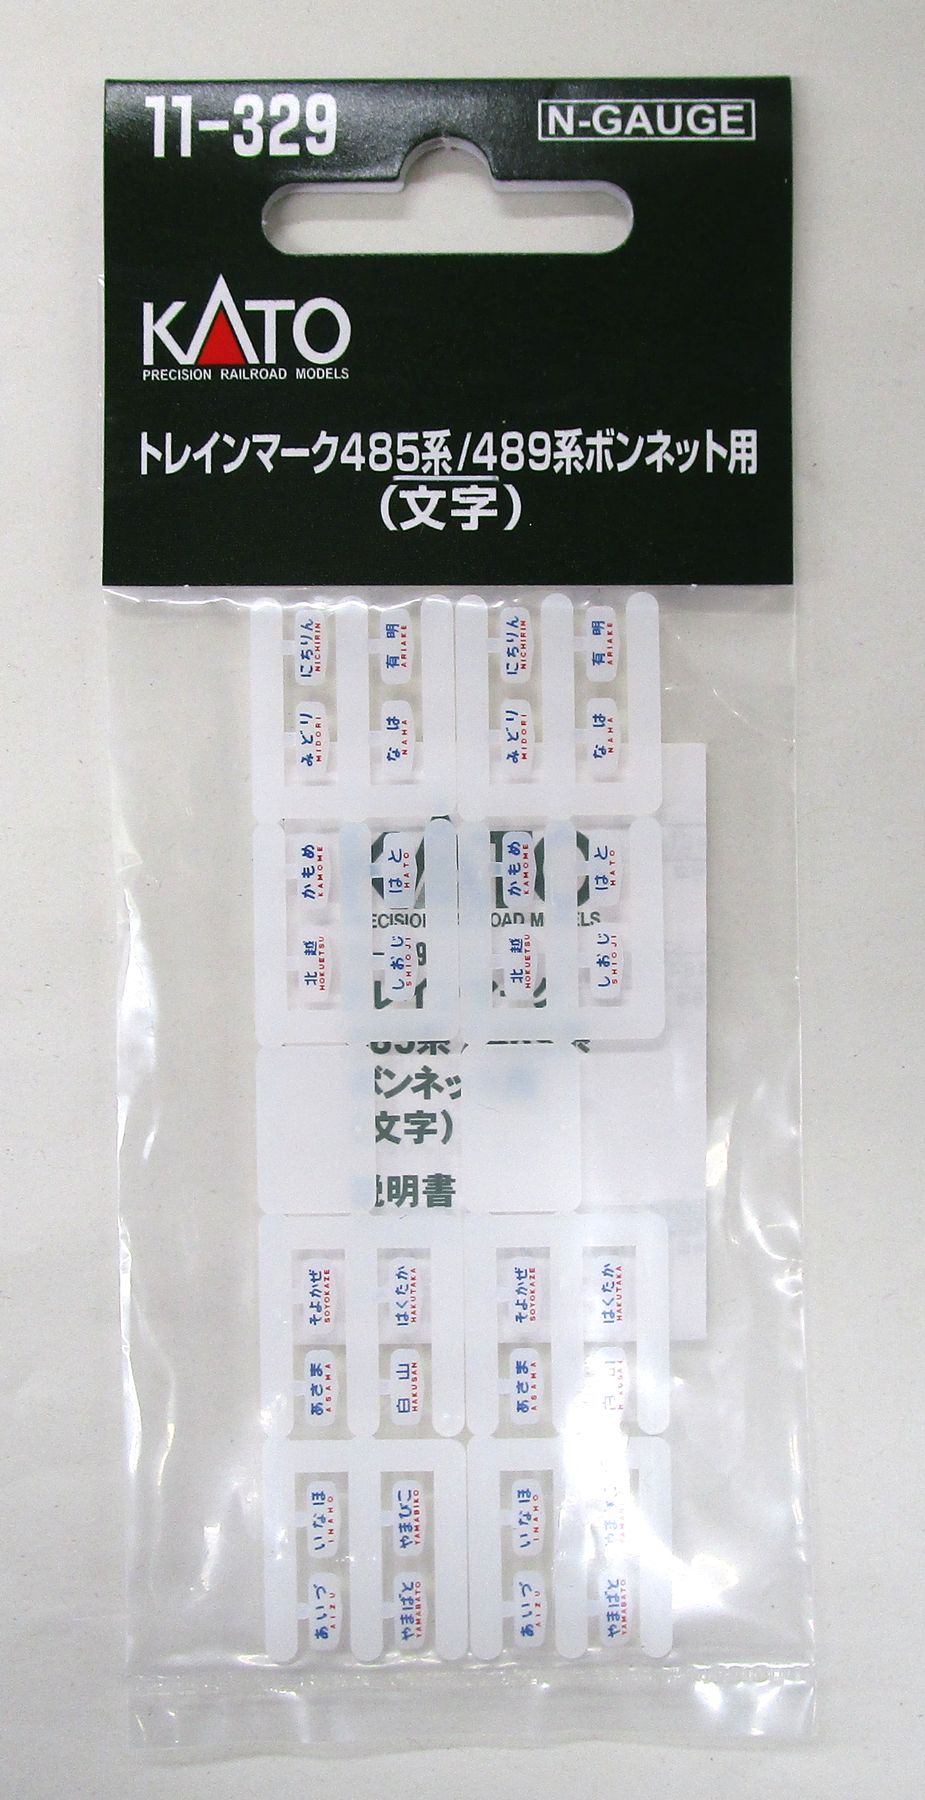 11-329
N-GAUGE
KATO
PRECISION RAILROAD MODELS
トレインマーク485系/489系ボンネット用
(文字)
にちりん
NICHIRIN
有明
ARIAKE
にちりん
NICHIRIN
有明
ARIAKE
みどり
MIDORI
なは
NAHA
みどり
MIDORI
なは
NAHA
かもめ
KAMOME
はと
HATO
かもめ
KAMOME
はと
HATO
北越
HOKUETSU
しおじ
SHIOJI
北越
HOKUETSU
しおじ
SHIOJI
ボンネッ
文字)
明書
そよかぜ
SOYOKAZE
はくたか
HAKUTAKA
そよかぜ
SOYOKAZE
はくたか
HAKUTAKA
あさま
ASAMA
白山
HAKUSAN
あさま
ASAMA
白山
HAKUSAN
いなほ
INAHO
やまびこ
YAMABIKO
いなほ
INAHO
あいづ
AIZU
やまばと
YAMABATO
あいづ
AIZU
やまばと
YAMABATO